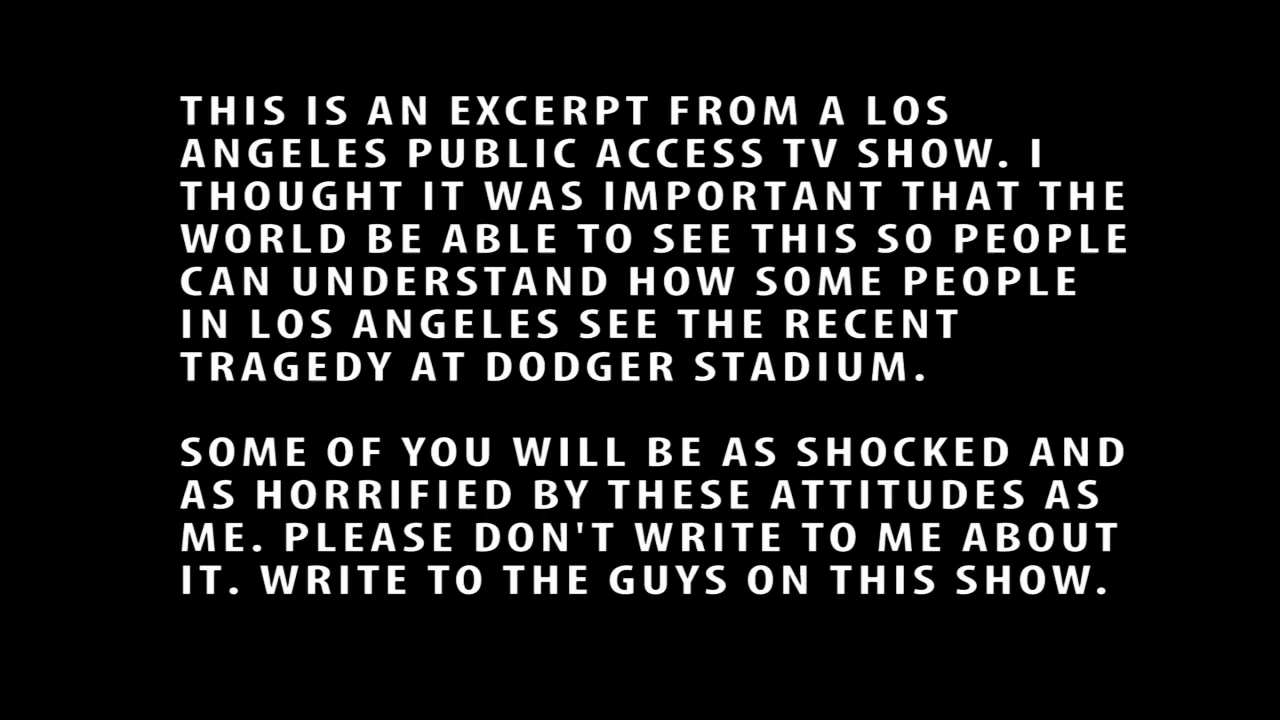 THIS IS AN EXCERPT FROM A LOS
ANGELES PUBLIC ACCESS TV SHOW. I
THOUGHT IT WAS IMPORTANT THAT THE
WORLD BE ABLE TO SEE THIS SO PEOPLE
CAN UNDERSTAND HOW SOME PEOPLE
IN LOS ANGELES SEE THE RECENT
TRAGEDY AT DODGER STADIUM.
SOME OF YOU WILL BE AS SHOCKED AND
AS HORRIFIED BY THESE ATTITUDES AS
ME. PLEASE DON'T WRITE TO ME ABOUT
IT. WRITE TO THE GUYS ON THIS SHOW.